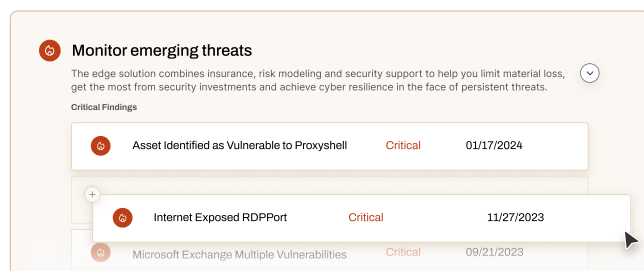 Monitor emerging threats
The edge solution combines insurance, risk modeling and security support to help you limit material loss,
get the most from security investments and achieve cyber resilience in the face of persistent threats.
Critical Findings
Asset Identified as Vulnerable to Proxyshell Critical 01/17/2024
Internet Exposed RDPPort Critical 11/27/2023
Microsoft Exchange Multiple Vulnerabilities Critical 09/21/2023